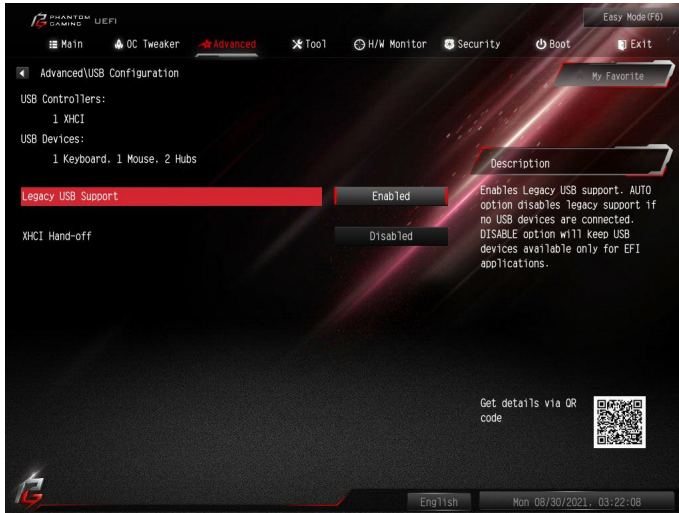 PHANTOM
GAMING UEFI
Easy Mode(F6)
Main OC Tweaker Advanced Tool H/W Monitor Security Boot Exit
Advanced\USB Configuration
My Favorite
USB Controllers:
1 XHCI
USB Devices:
1 Keyboard, 1 Mouse, 2 Hubs
Description
Legacy USB Support Enabled
XHCI Hand-off Disabled
Enables Legacy USB support. AUTO
option disables legacy support if
no USB devices are connected.
DISABLE option will keep USB
devices available only for EFI
applications.
Get details via QR
code
English
Mon 08/30/2021, 03:22:08